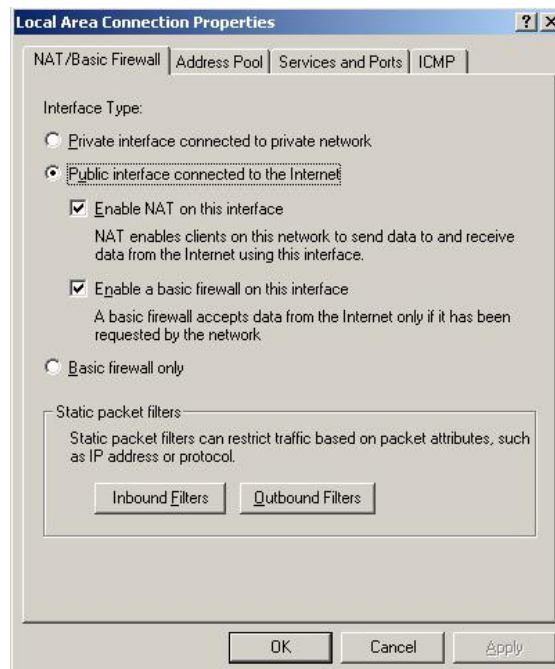 Local Area Connection Properties
NAT/Basic Firewall Address Pool Services and Ports ICMP
Interface Type:
Private interface connected to private network
Public interface connected to the Internet
Enable NAT on this interface
NAT enables clients on this network to send data to and receive
data from the Internet using this interface.
Enable a basic firewall on this interface
A basic firewall accepts data from the Internet only if it has been
requested by the network
Basic firewall only
Static packet filters
Static packet filters can restrict traffic based on packet attributes, such
as IP address or protocol.
Inbound Filters Outbound Filters
OK Cancel Apply